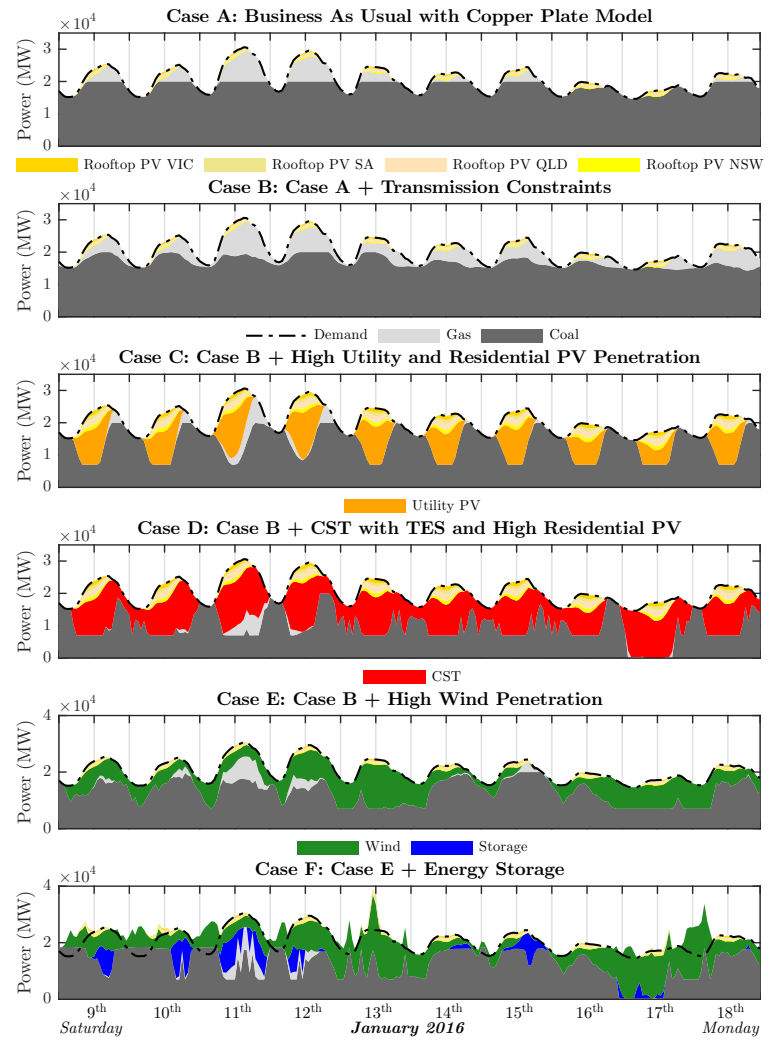 Case A: Business As Usual with Copper Plate Model
×10⁴
Power (MW)
3
2
1
0
Rooftop PV VIC Rooftop PV SA Rooftop PV QLD Rooftop PV NSW
Case B: Case A + Transmission Constraints
×10⁴
Power (MW)
3
2
1
0
Demand Gas Coal
Case C: Case B + High Utility and Residential PV Penetration
×10⁴
Power (MW)
3
2
1
0
Utility PV
Case D: Case B + CST with TES and High Residential PV
×10⁴
Power (MW)
3
2
1
0
CST
Case E: Case B + High Wind Penetration
×10⁴
Power (MW)
4
2
0
Wind Storage
Case F: Case E + Energy Storage
×10⁴
Power (MW)
4
2
0
9th 10th 11th 12th 13th 14th 15th 16th 17th 18th
Saturday January 2016 Monday